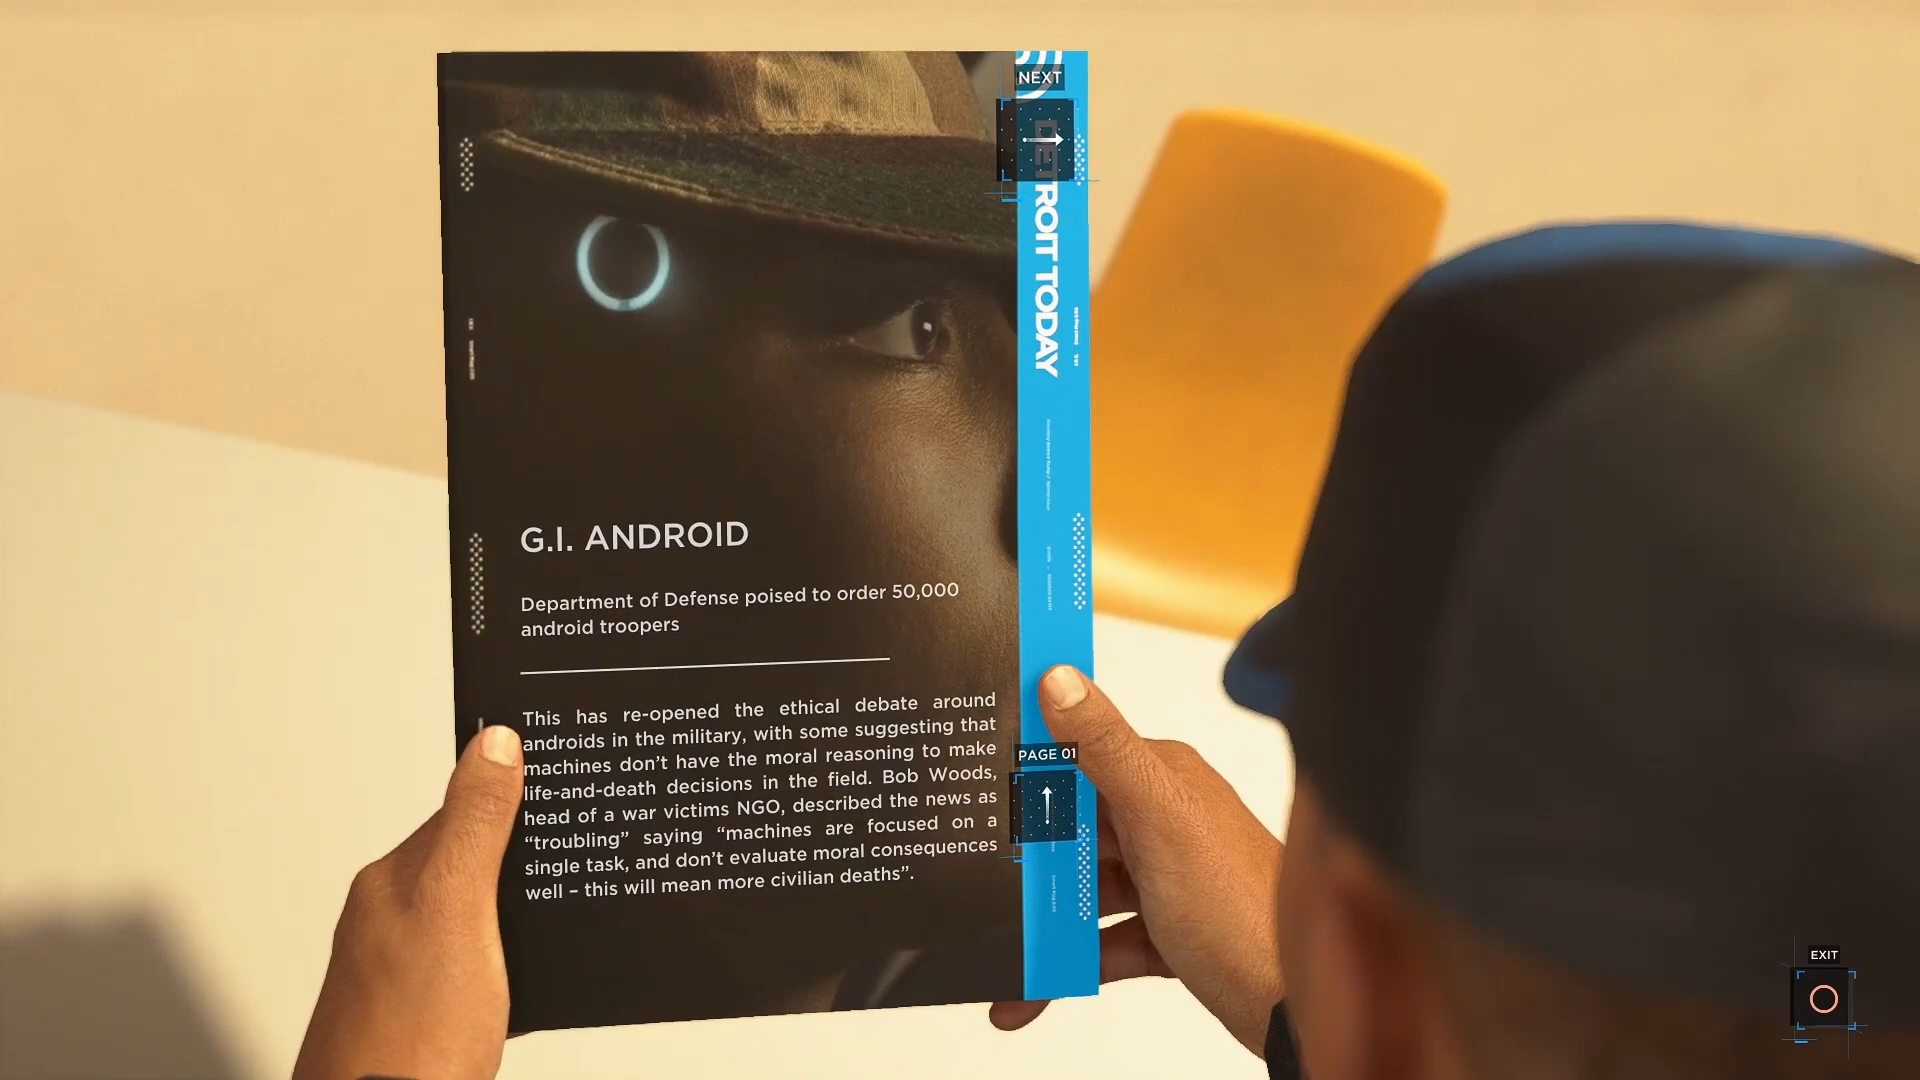 NEXT
DETROIT TODAY
G.I. ANDROID
Department of Defense poised to order 50,000
android troopers
This has re-opened the ethical debate around
androids in the military, with some suggesting that
machines don’t have the moral reasoning to make
life-and-death decisions in the field. Bob Woods,
head of a war victims NGO, described the news as
“troubling” saying “machines are focused on a
single task, and don’t evaluate moral consequences
well – this will mean more civilian deaths”.
PAGE 01
EXIT